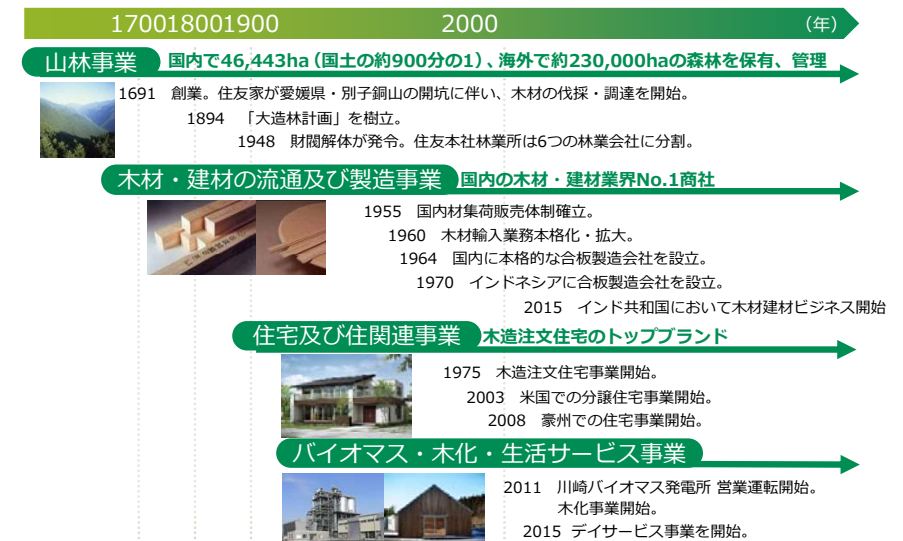 170018001900 2000 （年）
山林事業 国内で46,443ha（国土の約900分の1）、海外で約230,000haの森林を保有、管理
1691 創業。住友家が愛媛県・別子銅山の開坑に伴い、木材の伐採・調達を開始。
1894 「大造林計画」を樹立。
1948 財閥解体が発令。住友本社林業所は6つの林業会社に分割。
木材・建材の流通及び製造事業 国内の木材・建材業界No.1商社
1955 国内材集荷販売体制確立。
1960 木材輸入業務本格化・拡大。
1964 国内に本格的な合板製造会社を設立。
1970 インドネシアに合板製造会社を設立。
2015 インド共和国において木材建材ビジネス開始
住宅及び住関連事業 木造注文住宅のトップブランド
1975 木造注文住宅事業開始。
2003 米国での分譲住宅事業開始。
2008 豪州での住宅事業開始。
バイオマス・木化・生活サービス事業
2011 川崎バイオマス発電所 営業運転開始。
木化事業開始。
2015 デイサービス事業を開始。